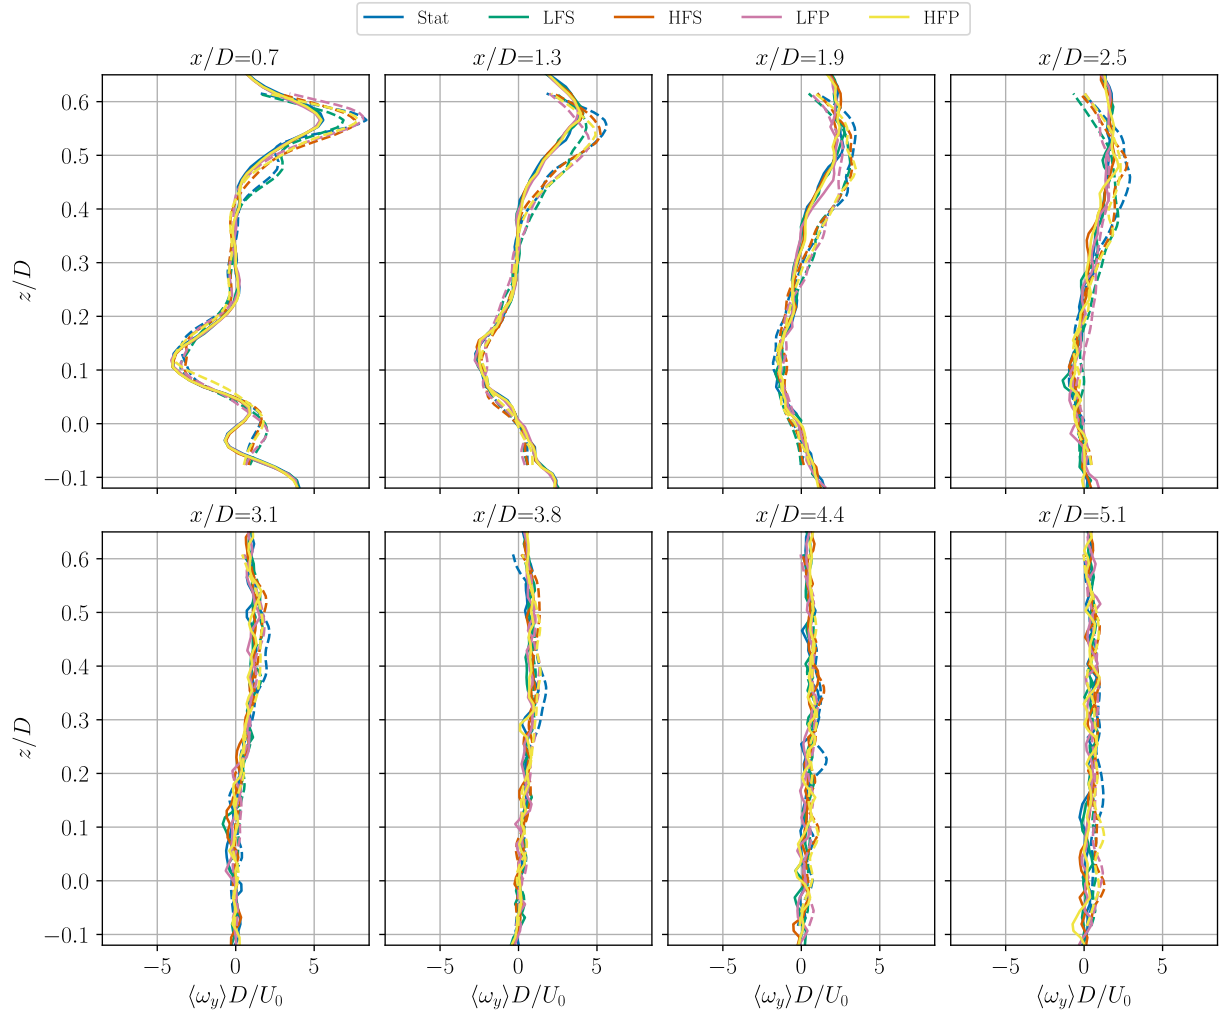 Stat LFS HFS LFP HFP
x/D=0.7 x/D=1.3 x/D=1.9 x/D=2.5
0.6
0.5
0.4
0.3
0.2
0.1
0.0
−0.1
z/D
−5 0 5 −5 0 5 −5 0 5 −5 0 5
x/D=3.1 x/D=3.8 x/D=4.4 x/D=5.1
0.6
0.5
0.4
0.3
0.2
0.1
0.0
−0.1
z/D
⟨ω_y⟩D/U_0 ⟨ω_y⟩D/U_0 ⟨ω_y⟩D/U_0 ⟨ω_y⟩D/U_0